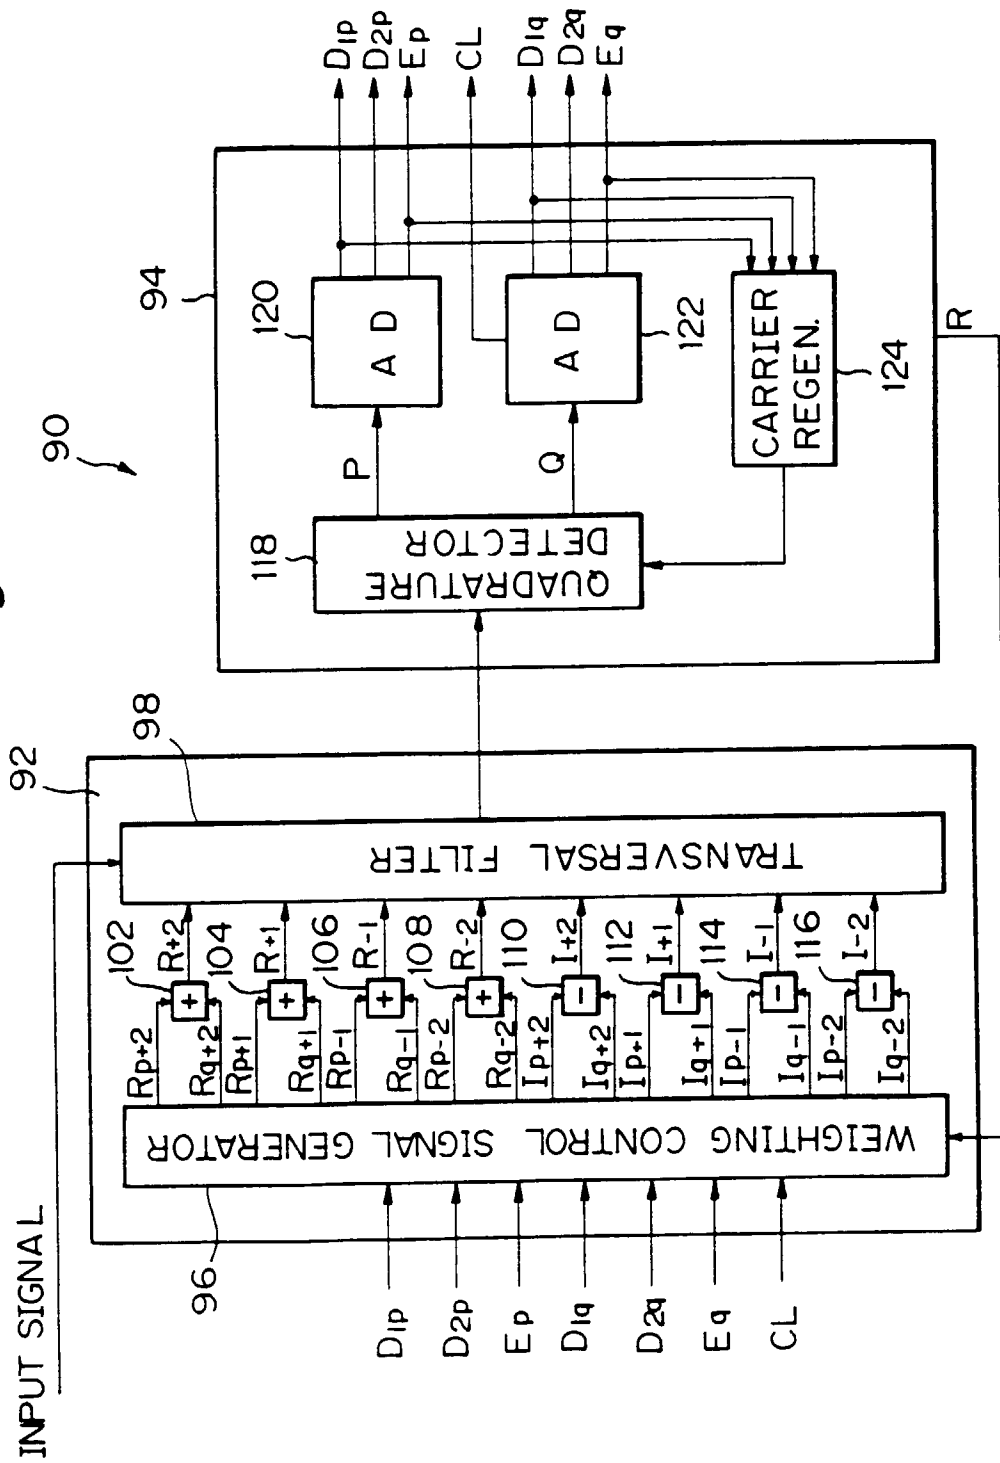 90
INPUT SIGNAL
92
98
94
96
WEIGHTING CONTROL SIGNAL GENERATOR
TRANSVERSAL FILTER
D1p
D2p
Ep
D1q
D2q
Eq
CL
Rp+2
Rq+2
Rp+1
Rq+1
Rp-1
Rq-1
Rp-2
Rq-2
Ip+2
Iq+2
Ip+1
Iq+1
Ip-1
Iq-1
Ip-2
Iq-2
102
+
R+2
104
+
R+1
106
+
R-1
108
+
R-2
110
-
I+2
112
-
I+1
114
-
I-1
116
-
I-2
118
QUADRATURE
DETECTOR
P
Q
120
A D
122
A D
CARRIER
REGEN.
124
R
D1p
D2p
Ep
CL
D1q
D2q
Eq